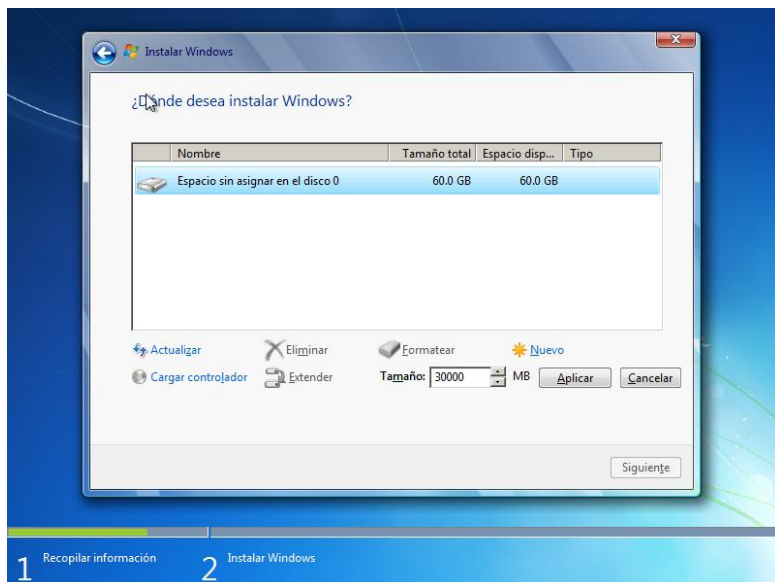 Instalar Windows
¿Dónde desea instalar Windows?
Nombre Tamaño total Espacio disp... Tipo
Espacio sin asignar en el disco 0 60.0 GB 60.0 GB
Actualizar Eliminar Formatear Nuevo
Cargar controlador Extender Tamaño: 30000 MB Aplicar Cancelar
Siguiente
1 Recopilar información 2 Instalar Windows